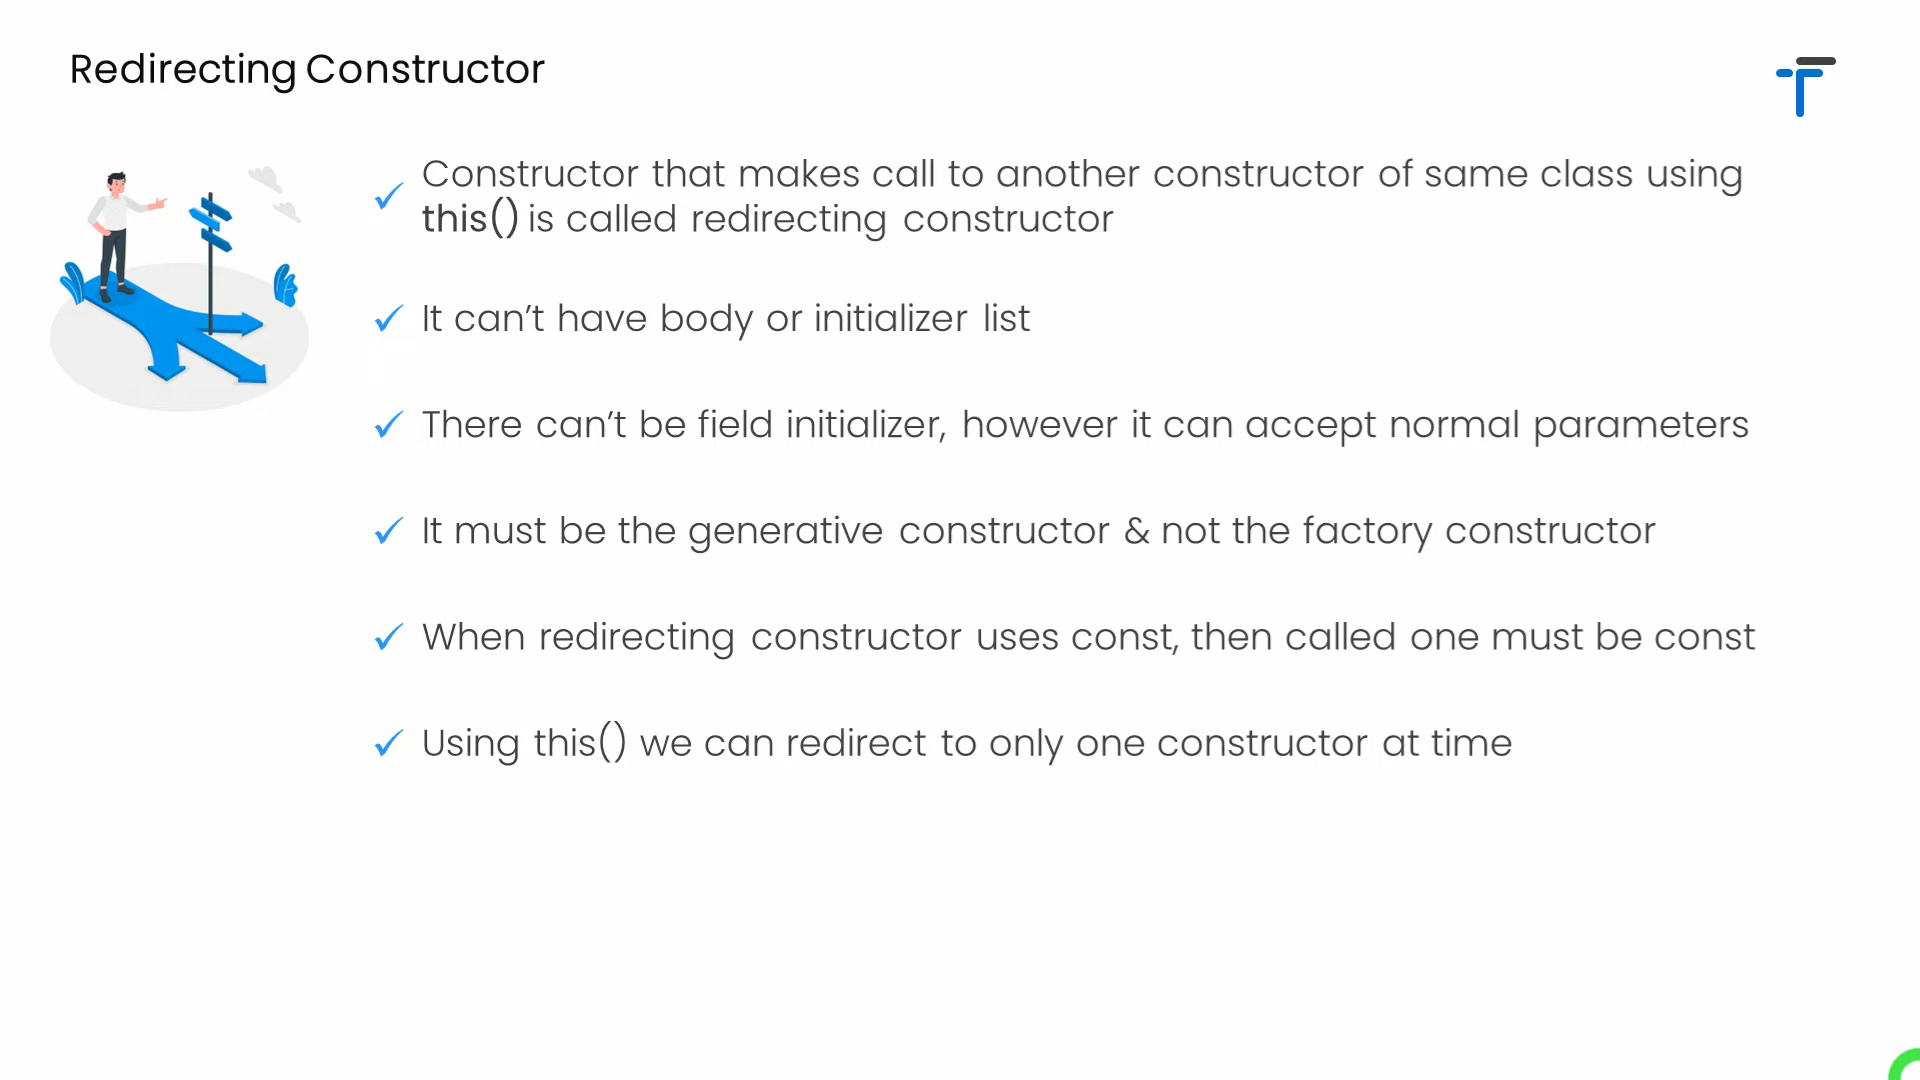 Redirecting Constructor
Constructor that makes call to another constructor of same class using
this() is called redirecting constructor
It can’t have body or initializer list
There can’t be field initializer, however it can accept normal parameters
It must be the generative constructor & not the factory constructor
When redirecting constructor uses const, then called one must be const
Using this() we can redirect to only one constructor at time